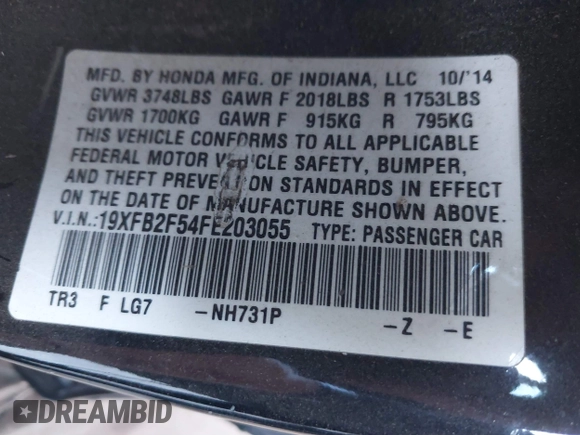 MFD. BY HONDA MFG. OF INDIANA, LLC 10/'14
GVWR 3748LBS GAWR F 2018LBS R 1753LBS
GVWR 1700KG GAWR F 915KG R 795KG
THIS VEHICLE CONFORMS TO ALL APPLICABLE
FEDERAL MOTOR VEHICLE SAFETY, BUMPER,
AND THEFT PREVENTION STANDARDS IN EFFECT
ON THE DATE OF MANUFACTURE SHOWN ABOVE.
V.I.N.:19XFB2F54FE203055 TYPE: PASSENGER CAR
TR3 F LG7 -NH731P -Z -E
DREAMBID